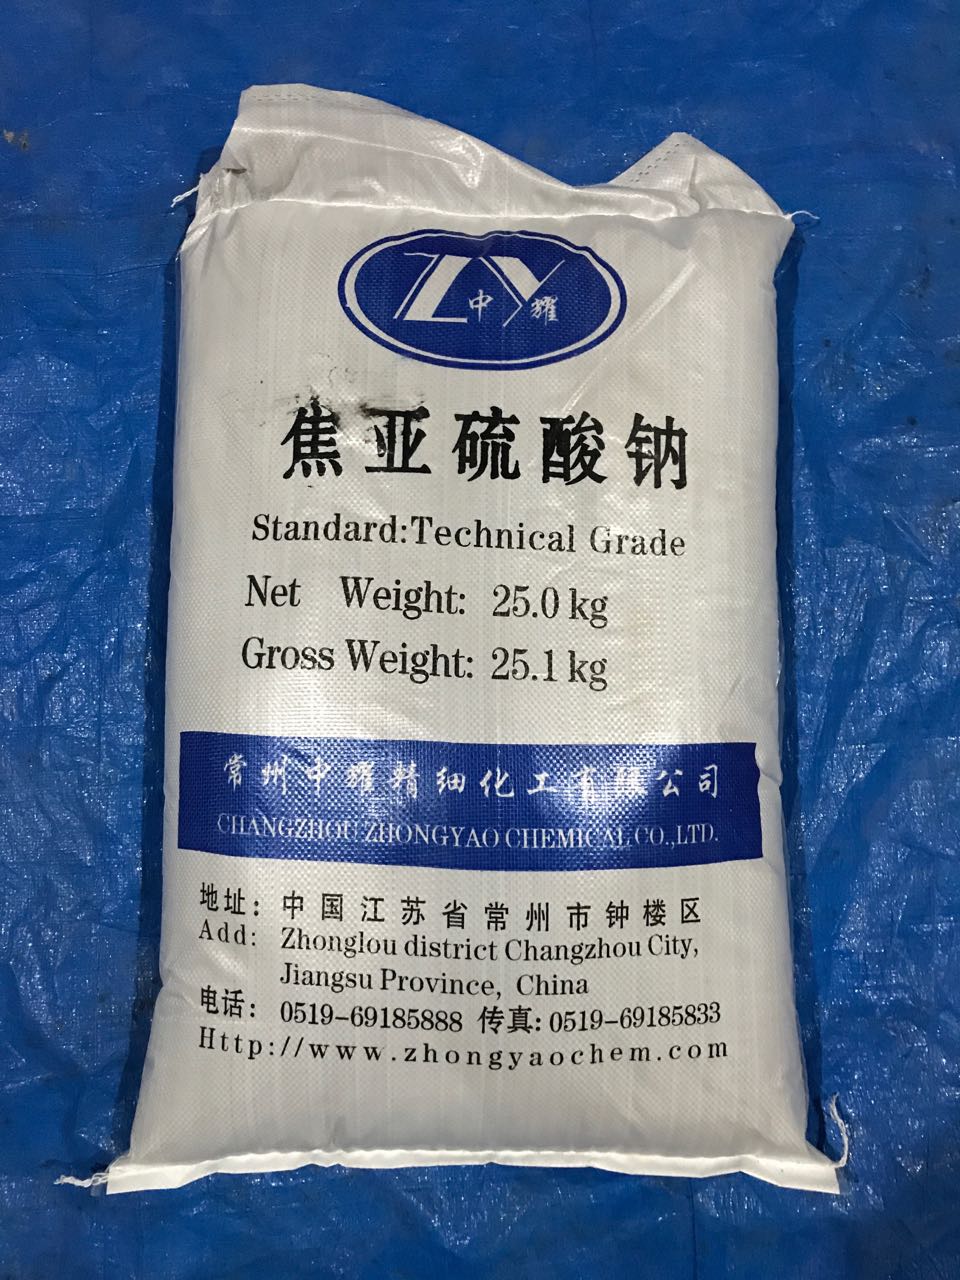 ZY
中耀
焦亚硫酸钠
Standard:Technical Grade
Net Weight: 25.0 kg
Gross Weight: 25.1 kg
常州中耀精细化工有限公司
CHANGZHOU ZHONGYAO CHEMICAL CO.,LTD.
地址: 中国江苏省常州市钟楼区
Add: Zhonglou district Changzhou City,
Jiangsu Province, China
电话: 0519-69185888 传真: 0519-69185833
Http://www.zhongyaochem.com